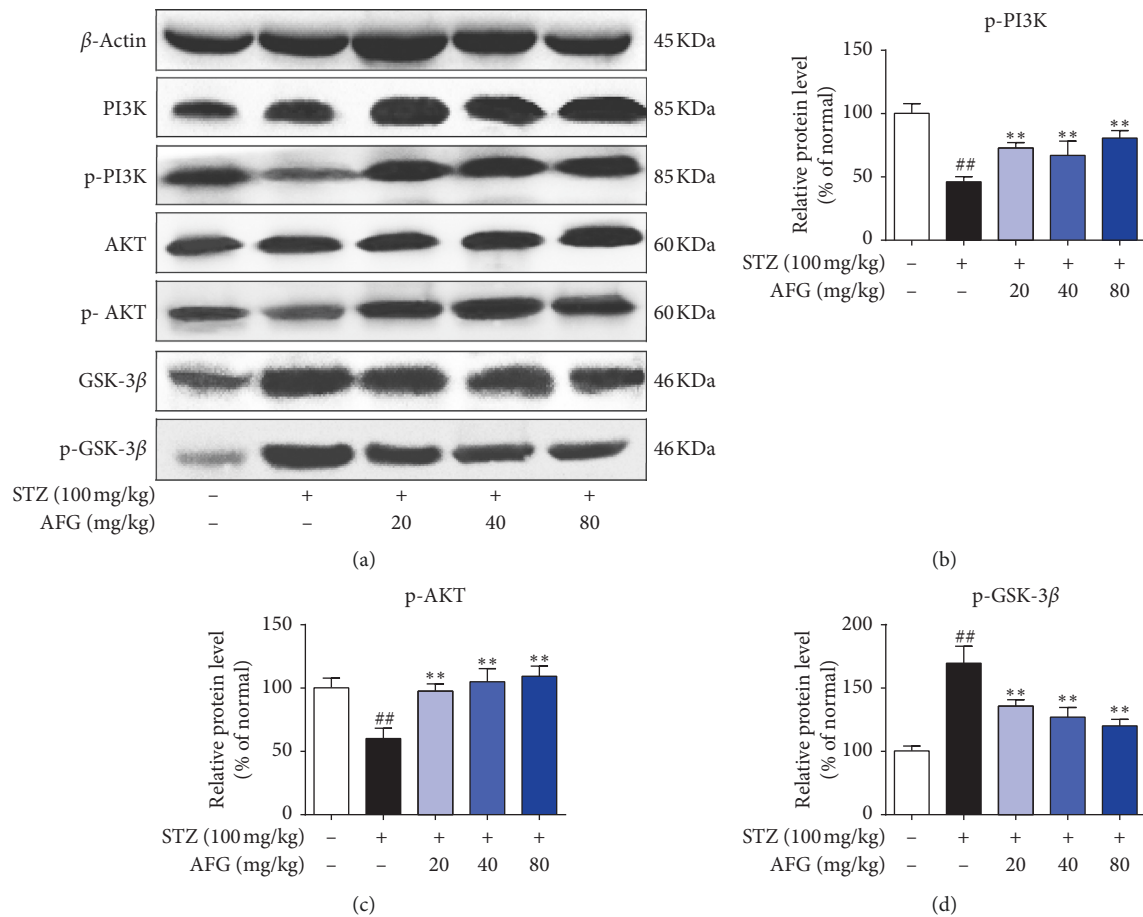 β-Actin
45 KDa
PI3K
85 KDa
p-PI3K
85 KDa
AKT
60 KDa
p- AKT
60 KDa
GSK-3β
46 KDa
p-GSK-3β
46 KDa
STZ (100 mg/kg) – + + + +
AFG (mg/kg) – – 20 40 80
(a)
p-PI3K
Relative protein level
(% of normal)
150
100
50
0
##
**
**
**
STZ (100 mg/kg) – + + + +
AFG (mg/kg) – – 20 40 80
(b)
p-AKT
Relative protein level
(% of normal)
150
100
50
0
##
**
**
**
STZ (100 mg/kg) – + + + +
AFG (mg/kg) – – 20 40 80
(c)
p-GSK-3β
Relative protein level
(% of normal)
200
150
100
0
##
**
**
**
STZ (100 mg/kg) – + + + +
AFG (mg/kg) – – 20 40 80
(d)